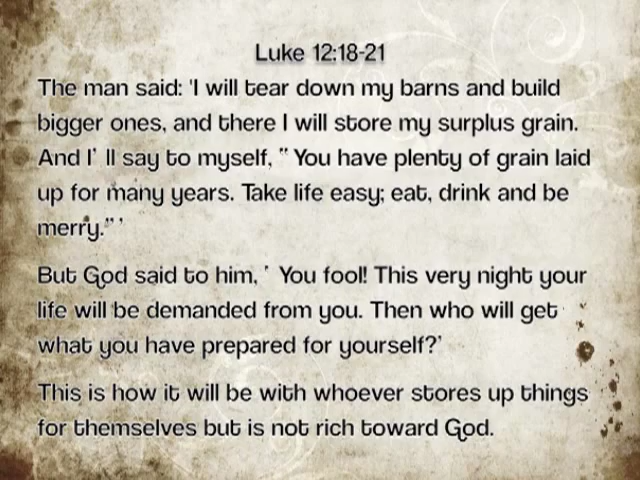 Luke 12:18-21
The man said: 'I will tear down my barns and build
bigger ones, and there I will store my surplus grain.
And I' ll say to myself, “ You have plenty of grain laid
up for many years. Take life easy; eat, drink and be
merry.” ’
But God said to him, ‘ You fool! This very night your
life will be demanded from you. Then who will get
what you have prepared for yourself?’
This is how it will be with whoever stores up things
for themselves but is not rich toward God.